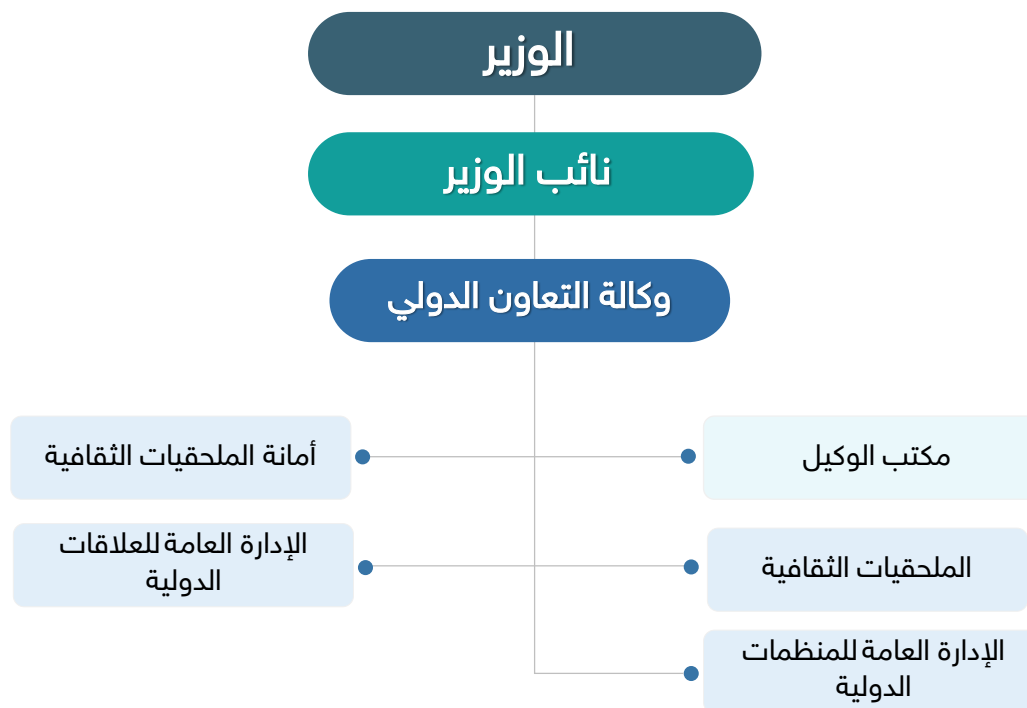 الوزير
نائب الوزير
وكالة التعاون الدولي
مكتب الوكيل
أمانة الملحقيات الثقافية
الملحقيات الثقافية
الإدارة العامة للعلاقات
الدولية
الإدارة العامة للمنظمات
الدولية